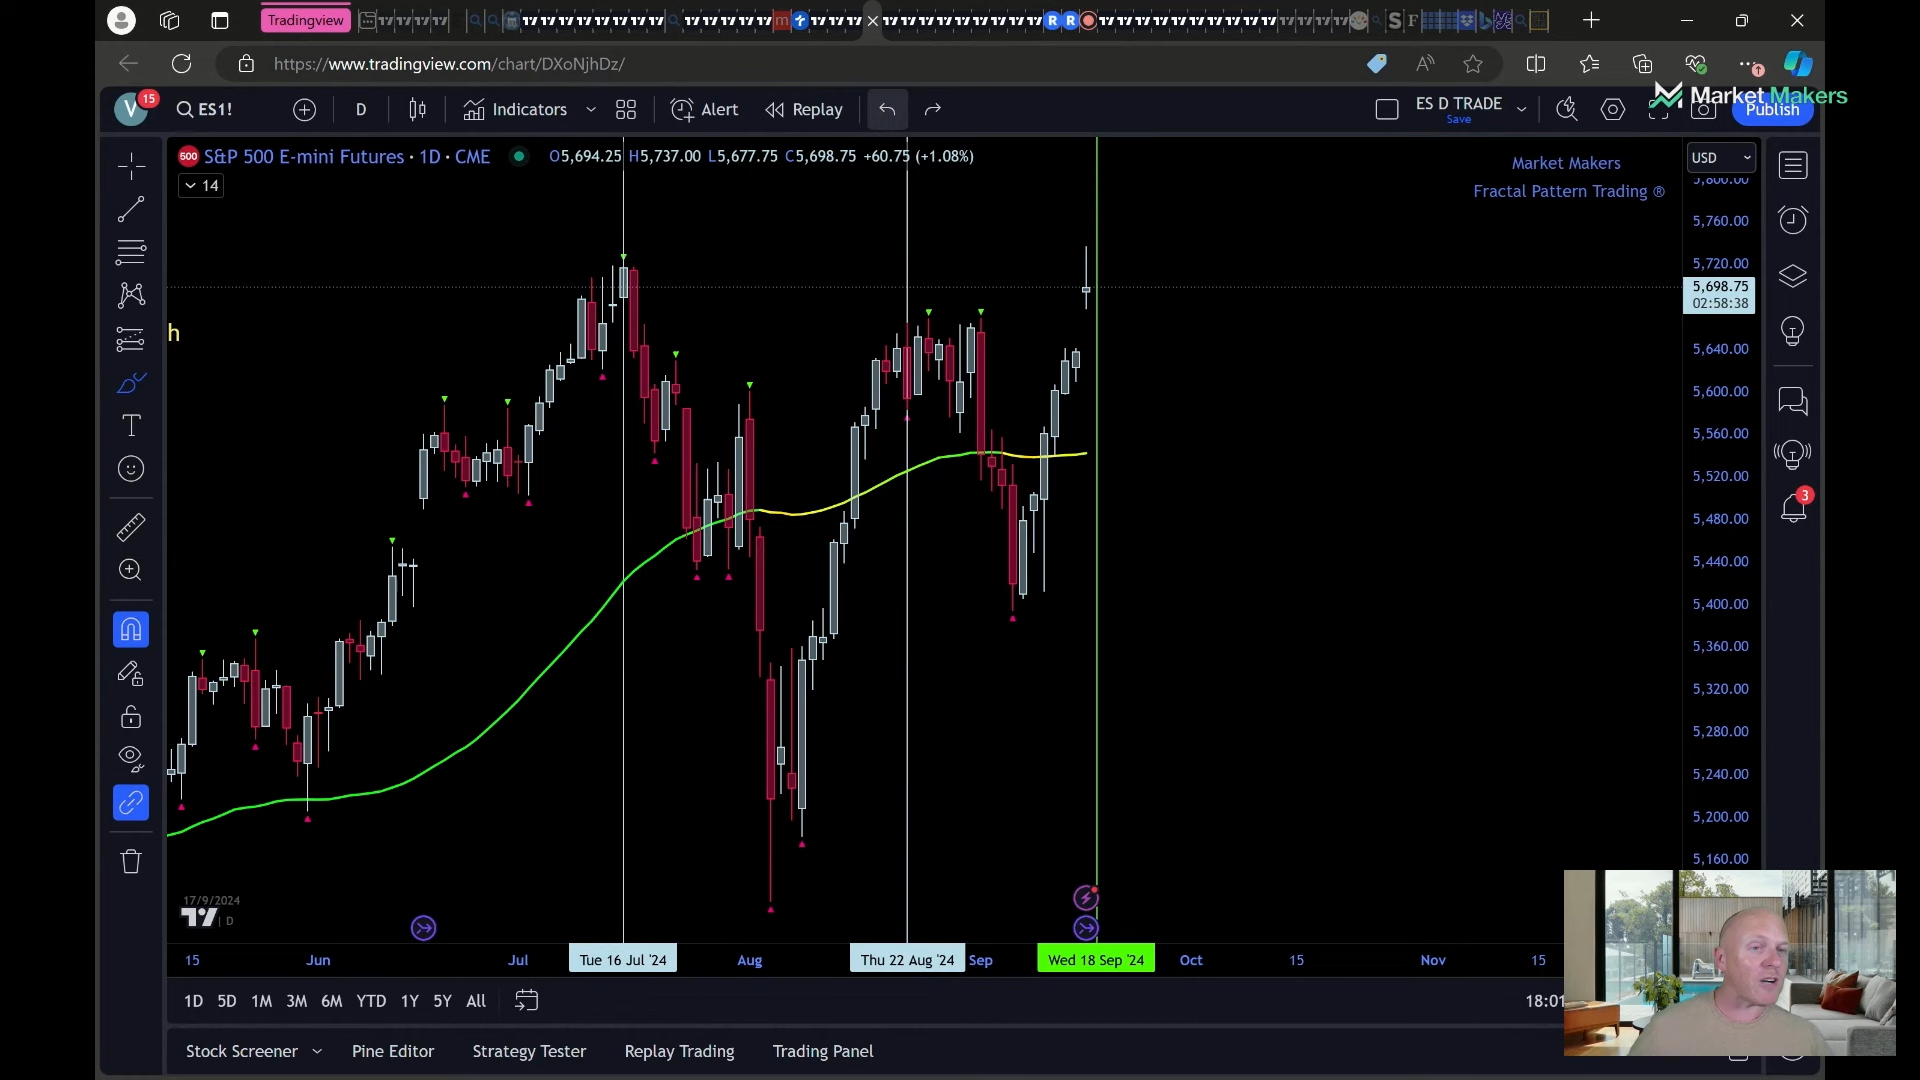 Tradingview
https://www.tradingview.com/chart/DXoNjhDz/
V
15
ES1!
D
Indicators
Alert
Replay
ES D TRADE
Save
Publish
Market Makers
500
S&P 500 E-mini Futures · 1D · CME
O5,694.25 H5,737.00 L5,677.75 C5,698.75 +60.75 (+1.08%)
14
Market Makers
Fractal Pattern Trading ®
USD
5,800.00
5,760.00
5,720.00
5,698.75
02:58:38
5,640.00
5,600.00
5,560.00
5,520.00
5,480.00
5,440.00
5,400.00
5,360.00
5,320.00
5,280.00
5,240.00
5,200.00
5,160.00
3
h
17/9/2024
D
15
Jun
Jul
Tue 16 Jul '24
Aug
Thu 22 Aug '24
Sep
Wed 18 Sep '24
Oct
15
Nov
15
1D 5D 1M 3M 6M YTD 1Y 5Y All
18:01
Stock Screener
Pine Editor
Strategy Tester
Replay Trading
Trading Panel